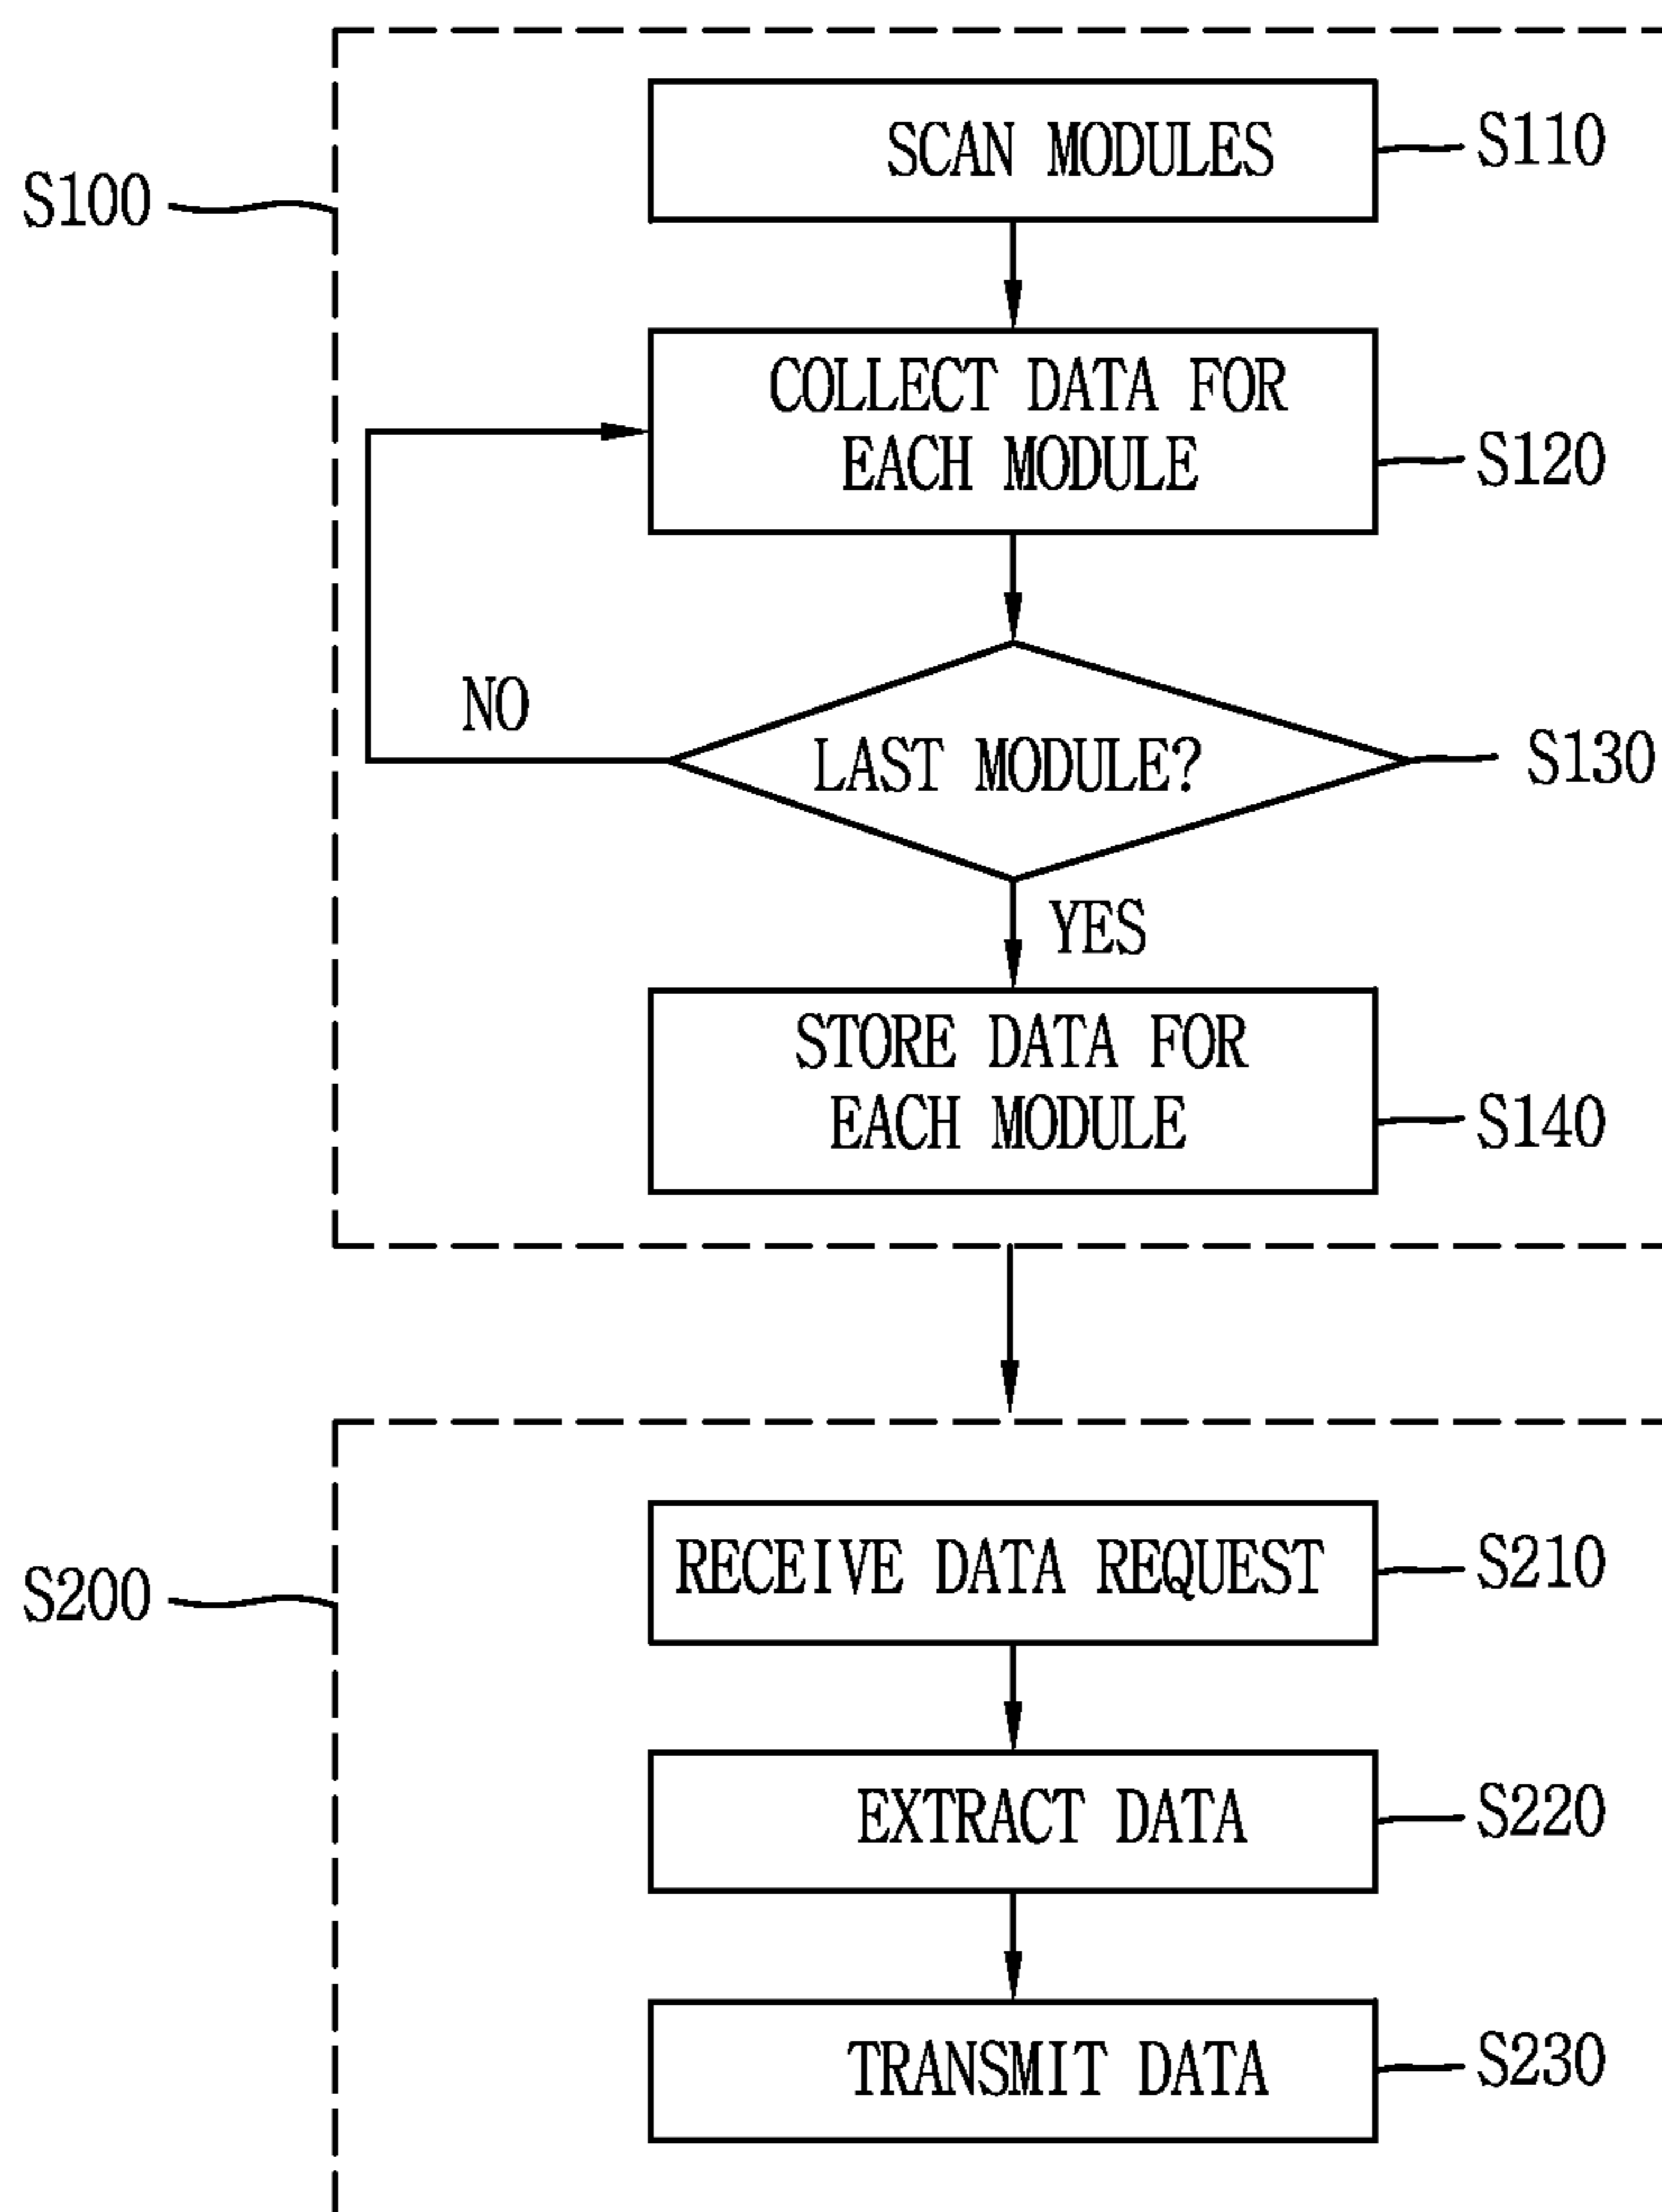 SCAN MODULES
S110
S100
COLLECT DATA FOR
EACH MODULE
S120
NO
LAST MODULE?
S130
YES
STORE DATA FOR
EACH MODULE
S140
RECEIVE DATA REQUEST
S210
S200
EXTRACT DATA
S220
TRANSMIT DATA
S230